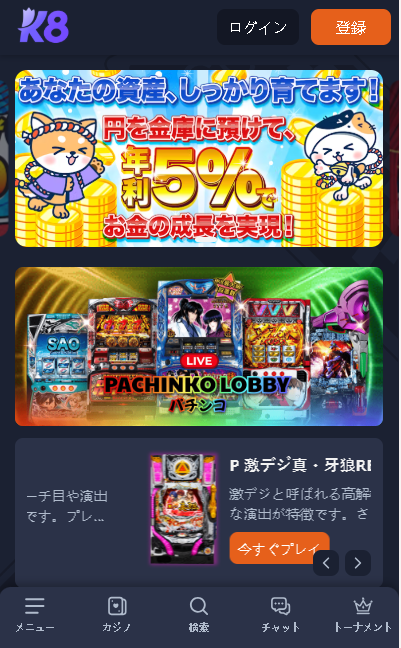 K8
ログイン
登録
あなたの資産、しっかり育てます!
円を金庫に預けて、
年利5%で
お金の成長を実現!
SAO
LIVE
PACHINKO LOBBY
パチンコ
P 激デジ真・牙狼RE
ーチ目や演出
です。プレ...
激デジと呼ばれる高解
な演出が特徴です。さ
今すぐプレイ
メニュー
カジノ
検索
チャット
トーナメント